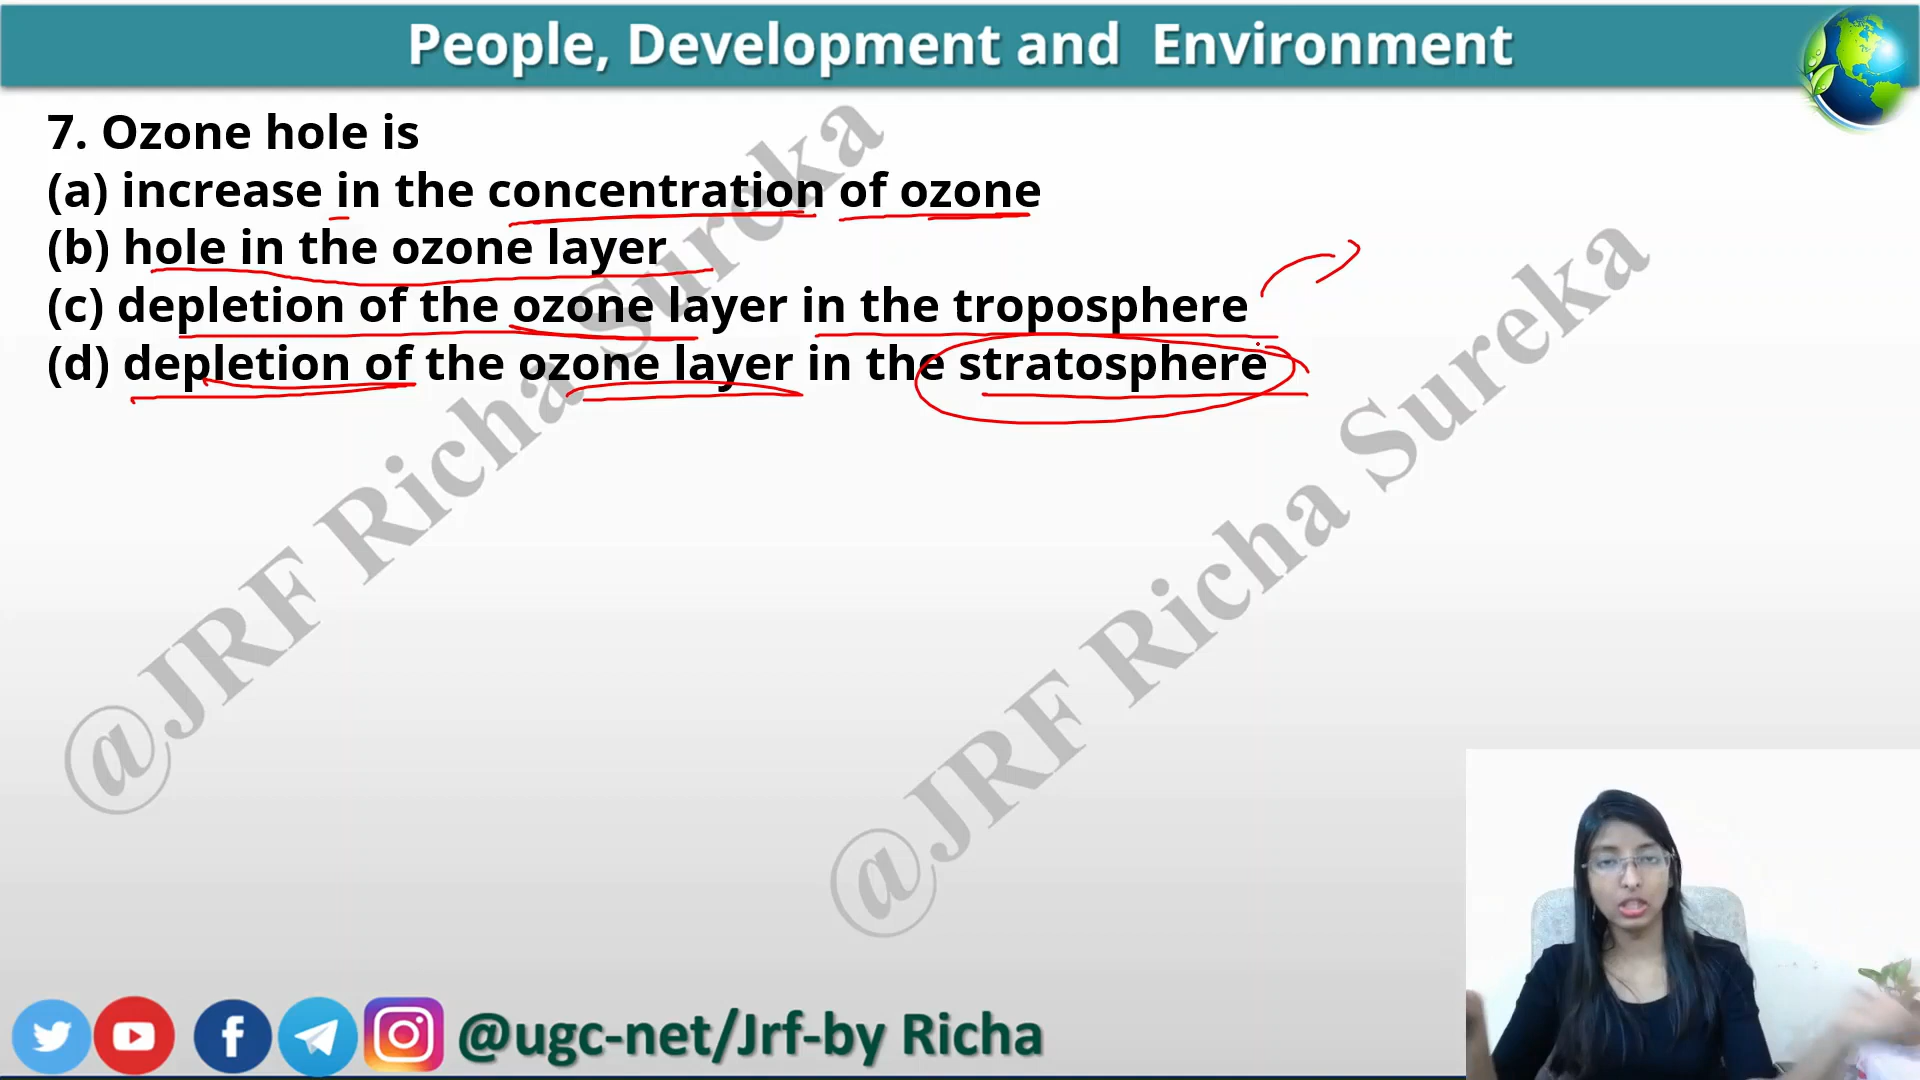 People, Development and Environment
7. Ozone hole is
(a) increase in the concentration of ozone
(b) hole in the ozone layer
(c) depletion of the ozone layer in the troposphere
(d) depletion of the ozone layer in the stratosphere
@JRF Richa Sureka
@JRF Richa Sureka
@ugc-net/Jrf-by Richa